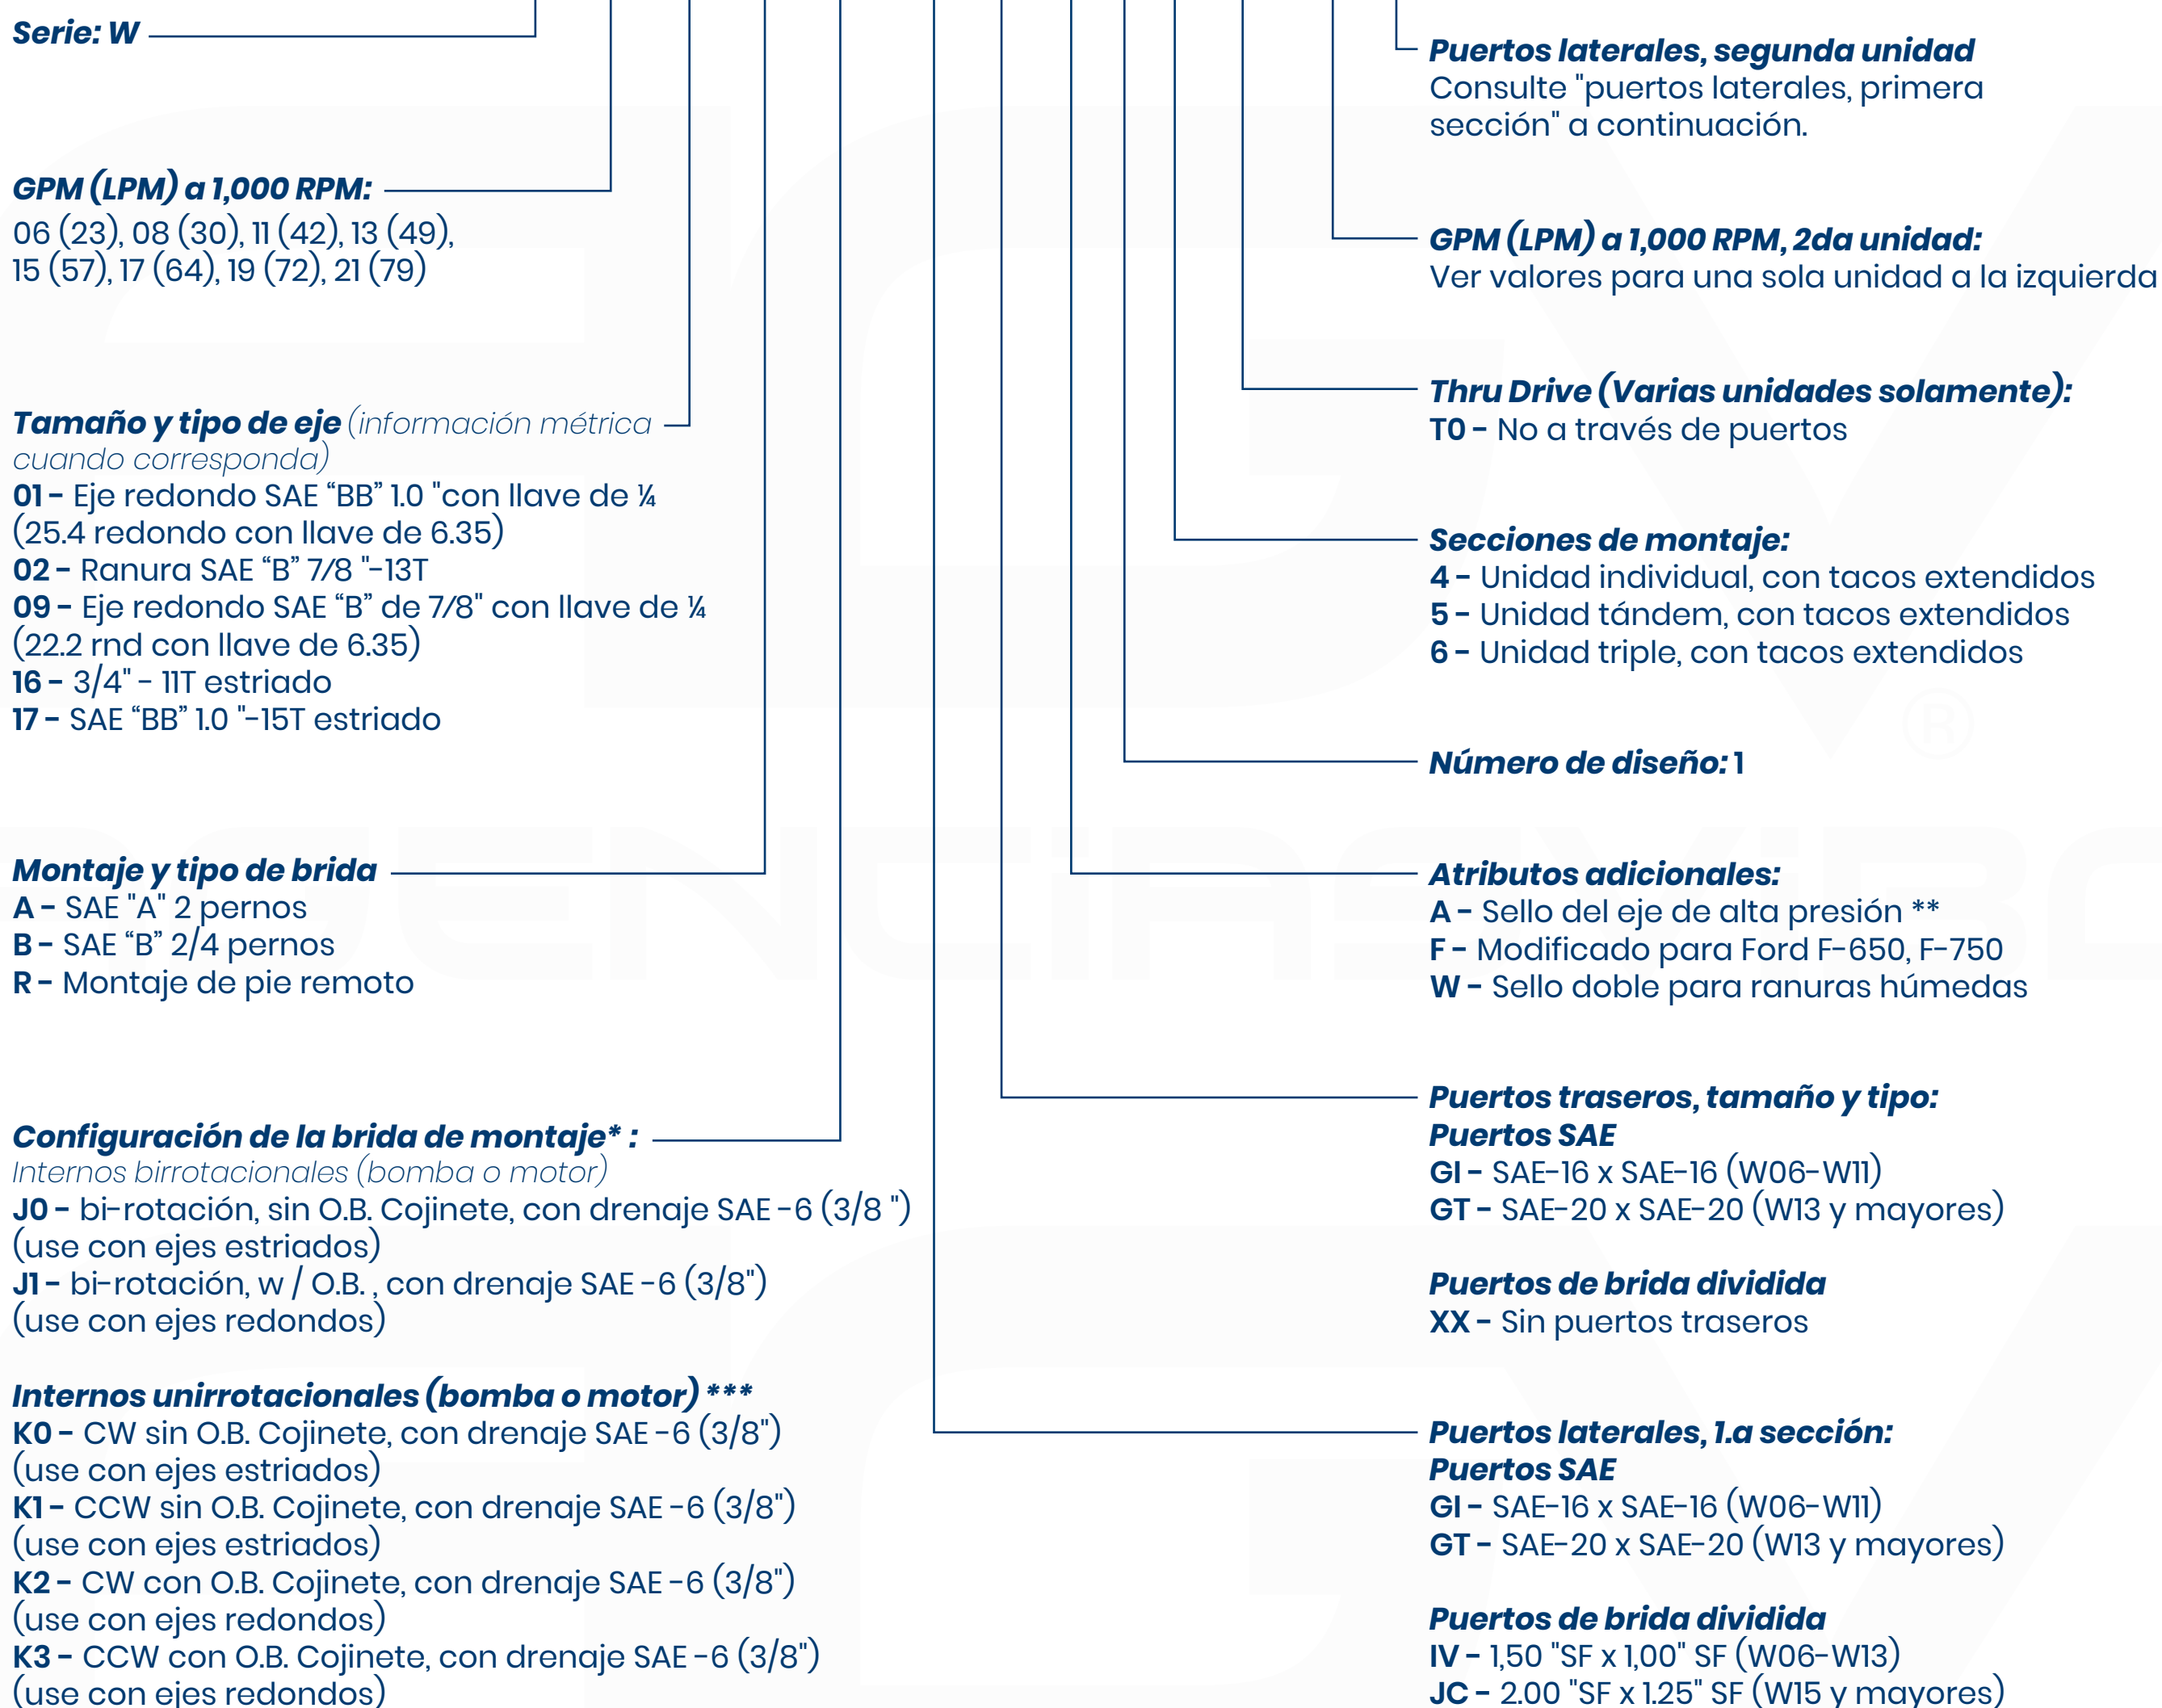 Serie: W
GPM (LPM) a 1,000 RPM:
06 (23), 08 (30), 11 (42), 13 (49),
15 (57), 17 (64), 19 (72), 21 (79)
Tamaño y tipo de eje (información métrica
cuando corresponda)
01 - Eje redondo SAE “BB” 1.0 "con llave de ¼
(25.4 redondo con llave de 6.35)
02 - Ranura SAE “B” 7/8 "-13T
09 - Eje redondo SAE “B” de 7/8" con llave de ¼
(22.2 rnd con llave de 6.35)
16 - 3/4" - 11T estriado
17 - SAE “BB” 1.0 "-15T estriado
Montaje y tipo de brida
A - SAE "A" 2 pernos
B - SAE “B” 2/4 pernos
R - Montaje de pie remoto
Configuración de la brida de montaje* :
Internos birrotacionales (bomba o motor)
J0 - bi-rotación, sin O.B. Cojinete, con drenaje SAE -6 (3/8 ")
(use con ejes estriados)
J1 - bi-rotación, w / O.B. , con drenaje SAE -6 (3/8")
(use con ejes redondos)
Internos unirrotacionales (bomba o motor) ***
K0 - CW sin O.B. Cojinete, con drenaje SAE -6 (3/8")
(use con ejes estriados)
K1 - CCW sin O.B. Cojinete, con drenaje SAE -6 (3/8")
(use con ejes estriados)
K2 - CW con O.B. Cojinete, con drenaje SAE -6 (3/8")
(use con ejes redondos)
K3 - CCW con O.B. Cojinete, con drenaje SAE -6 (3/8")
(use con ejes redondos)
Puertos laterales, segunda unidad
Consulte "puertos laterales, primera
sección" a continuación.
GPM (LPM) a 1,000 RPM, 2da unidad:
Ver valores para una sola unidad a la izquierda
Thru Drive (Varias unidades solamente):
T0 - No a través de puertos
Secciones de montaje:
4 - Unidad individual, con tacos extendidos
5 - Unidad tándem, con tacos extendidos
6 - Unidad triple, con tacos extendidos
Número de diseño: 1
Atributos adicionales:
A - Sello del eje de alta presión **
F - Modificado para Ford F-650, F-750
W - Sello doble para ranuras húmedas
Puertos traseros, tamaño y tipo:
Puertos SAE
GI - SAE-16 x SAE-16 (W06-W11)
GT - SAE-20 x SAE-20 (W13 y mayores)
Puertos de brida dividida
XX - Sin puertos traseros
Puertos laterales, 1.a sección:
Puertos SAE
GI - SAE-16 x SAE-16 (W06-W11)
GT - SAE-20 x SAE-20 (W13 y mayores)
Puertos de brida dividida
IV - 1,50 "SF x 1,00" SF (W06-W13)
JC - 2.00 "SF x 1.25" SF (W15 y mayores)